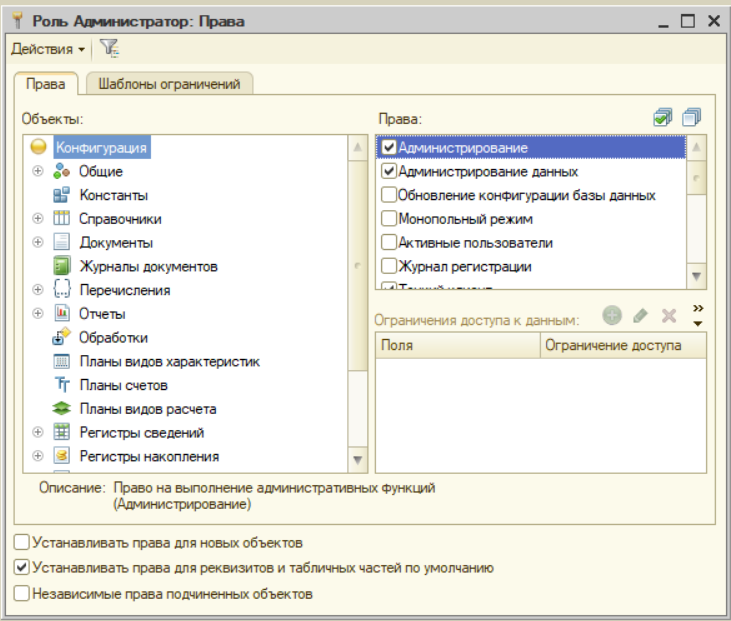 Роль Администратор: Права
Действия
Права
Шаблоны ограничений
Объекты:
Конфигурация
Общие
Константы
Справочники
Документы
Журналы документов
Перечисления
Отчеты
Обработки
Планы видов характеристик
Планы счетов
Планы видов расчета
Регистры сведений
Регистры накопления
Права:
Администрирование
Администрирование данных
Обновление конфигурации базы данных
Монопольный режим
Активные пользователи
Журнал регистрации
Тонкий клиент
Ограничения доступа к данным:
Поля
Ограничение доступа
Описание: Право на выполнение административных функций
(Администрирование)
Устанавливать права для новых объектов
Устанавливать права для реквизитов и табличных частей по умолчанию
Независимые права подчиненных объектов